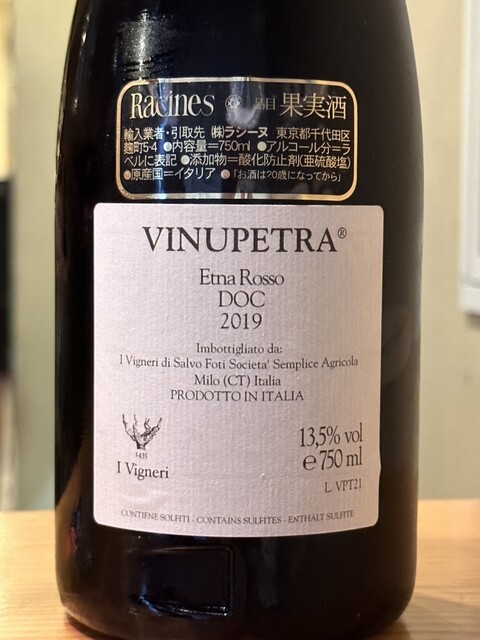 Racines ® 品目 果実酒
輸入業者・引取先 ㈱ラシーヌ 東京都千代田区
麹町5-4 ●内容量=750ml ●アルコール分=ラ
ベルに表記 ●添加物=酸化防止剤(亜硫酸塩)
●原産国=イタリア ●「お酒は20歳になってから」
VINUPETRA®
Etna Rosso
DOC
2019
Imbottigliato da:
I Vigneri di Salvo Foti Societa' Semplice Agricola
Milo (CT) Italia
PRODOTTO IN ITALIA
1435
I Vigneri
13,5% vol
℮ 750 ml
L. VPT21
CONTIENE SOLFITI - CONTAINS SULFITES - ENTHÄLT SULFITE